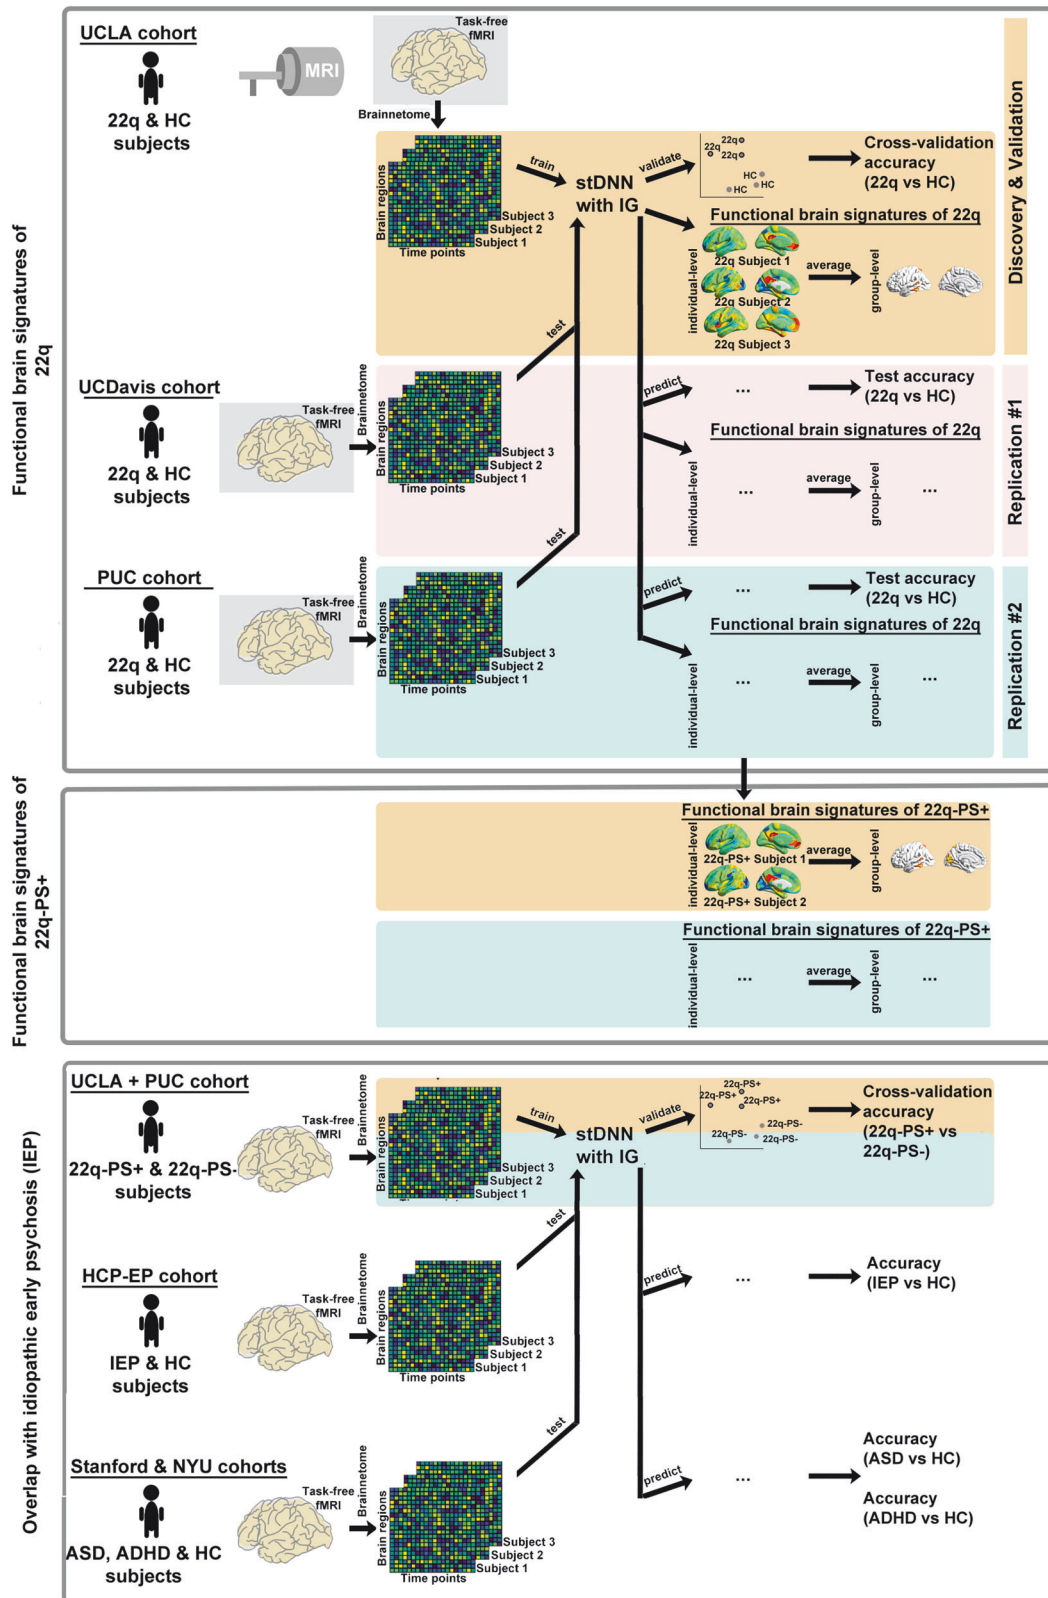 Functional brain signatures of
22q
UCLA cohort
22q & HC
subjects
MRI
Task-free
fMRI
Brainnetome
Brain regions
Time points
Subject 3
Subject 2
Subject 1
train
stDNN
with IG
validate
22q
22q
22q
HC
HC
HC
Cross-validation
accuracy
(22q vs HC)
Functional brain signatures of 22q
individual-level
22q Subject 1
22q Subject 2
22q Subject 3
average
group-level
Discovery & Validation
test
UCDavis cohort
22q & HC
subjects
Task-free
fMRI
Brainnetome
Brain regions
Time points
Subject 3
Subject 2
Subject 1
predict
...
Test accuracy
(22q vs HC)
Functional brain signatures of 22q
individual-level
...
average
group-level
...
Replication #1
test
PUC cohort
22q & HC
subjects
Task-free
fMRI
Brainnetome
Brain regions
Time points
Subject 3
Subject 2
Subject 1
predict
...
Test accuracy
(22q vs HC)
Functional brain signatures of 22q
individual-level
...
average
group-level
...
Replication #2
Functional brain signatures of
22q-PS+
Functional brain signatures of 22q-PS+
individual-level
22q-PS+ Subject 1
22q-PS+ Subject 2
average
group-level
Functional brain signatures of 22q-PS+
individual-level
...
average
group-level
...
Overlap with idiopathic early psychosis (IEP)
UCLA + PUC cohort
22q-PS+ & 22q-PS-
subjects
Task-free
fMRI
Brainnetome
Brain regions
Subject 3
Subject 2
Subject 1
train
stDNN
with IG
validate
22q-PS+
22q-PS+
22q-PS+
22q-PS-
22q-PS-
22q-PS-
Cross-validation
accuracy
(22q-PS+ vs
22q-PS-)
test
HCP-EP cohort
IEP & HC
subjects
Task-free
fMRI
Brainnetome
Brain regions
Time points
Subject 3
Subject 2
Subject 1
predict
...
Accuracy
(IEP vs HC)
test
Stanford & NYU cohorts
ASD, ADHD & HC
subjects
Task-free
fMRI
Brainnetome
Brain regions
Time points
Subject 3
Subject 2
Subject 1
predict
...
Accuracy
(ASD vs HC)
Accuracy
(ADHD vs HC)